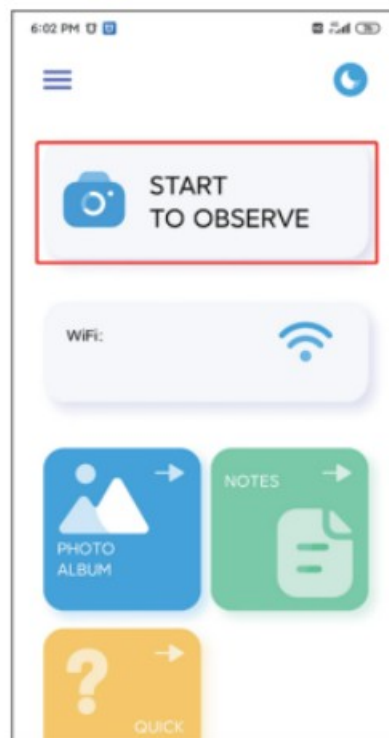 6:02 PM
START
TO OBSERVE
WiFi:
NOTES
PHOTO
ALBUM
QUICK